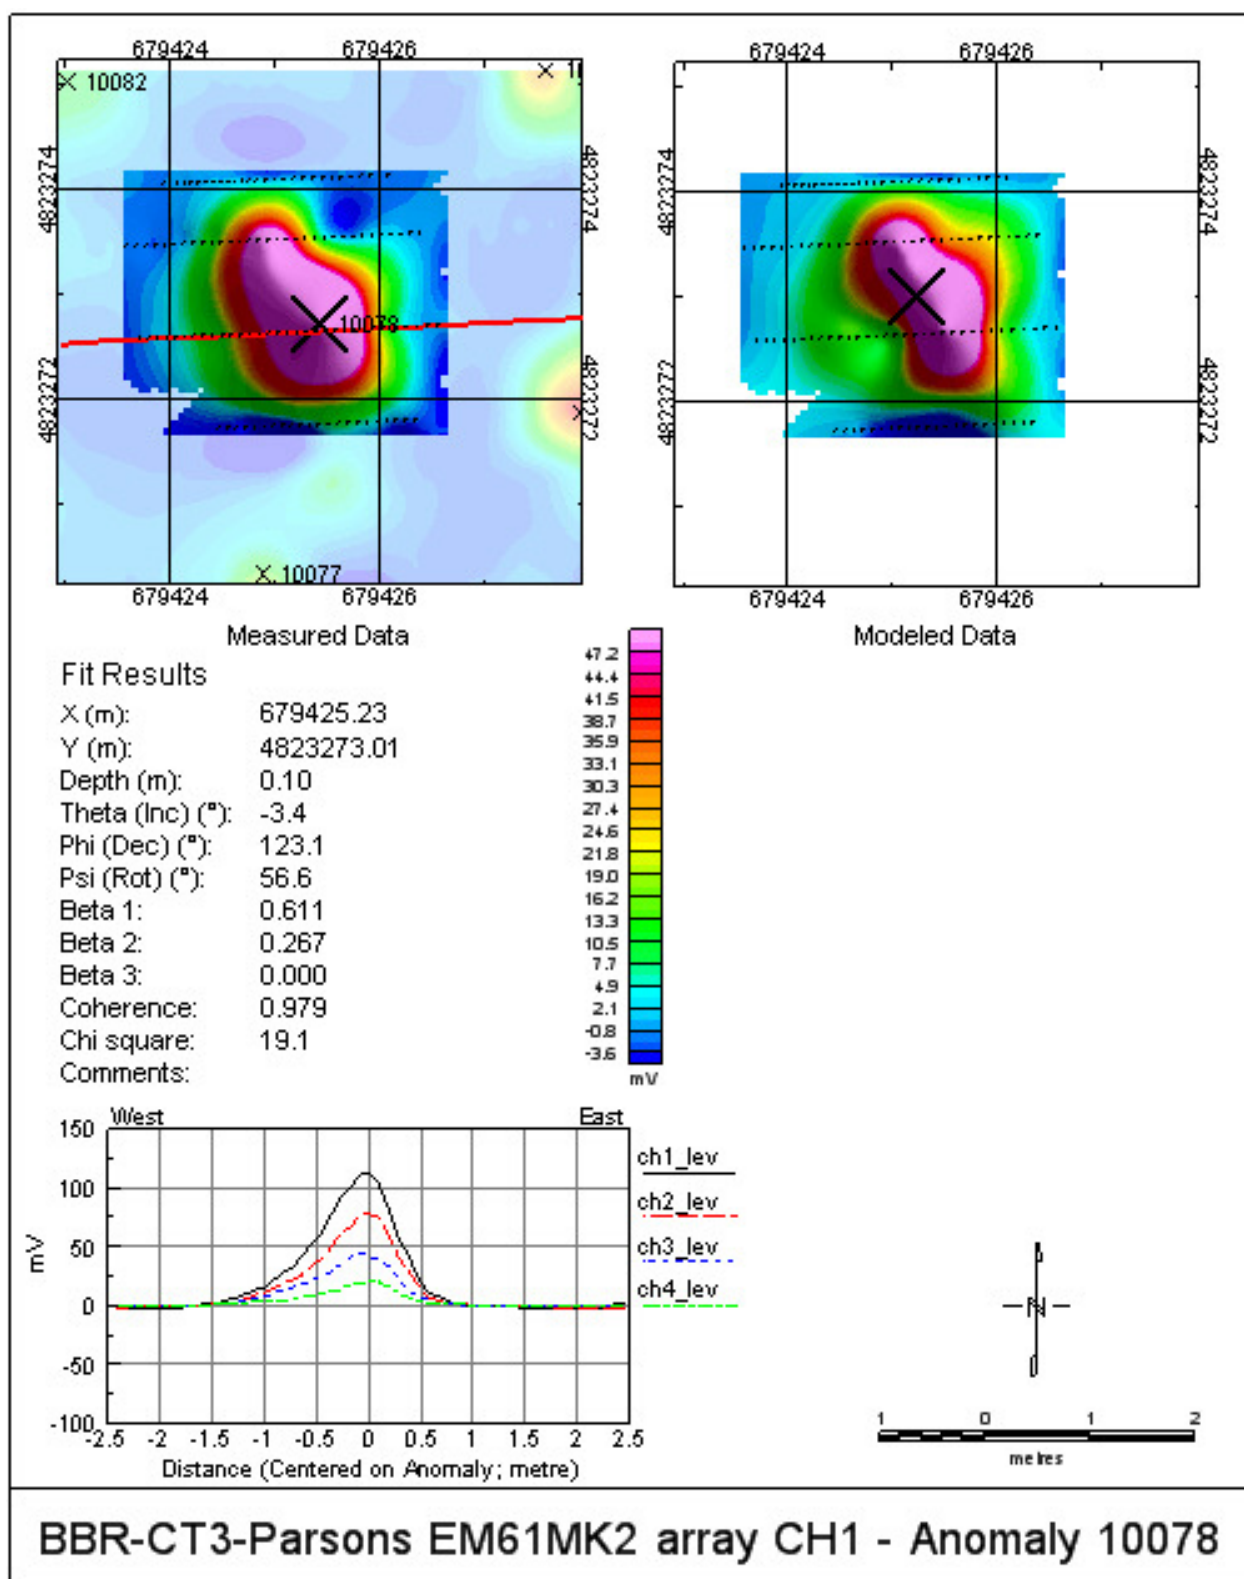 679424 679426
679424 679426
10082
4823274
4823274
4823274
4823274
10078
4823272
4823272
4823272
4823272
10077
679424 679426
679424 679426
Measured Data
Modeled Data
Fit Results
X (m): 679425.23
Y (m): 4823273.01
Depth (m): 0.10
Theta (Inc) (°): -3.4
Phi (Dec) (°): 123.1
Psi (Rot) (°): 56.6
Beta 1: 0.611
Beta 2: 0.267
Beta 3: 0.000
Coherence: 0.979
Chi square: 19.1
Comments:
47.2
44.4
41.5
38.7
35.9
33.1
30.3
27.4
24.6
21.8
19.0
16.2
13.3
10.5
7.7
4.9
2.1
-0.8
-3.6
mV
West East
150
100
50
0
-50
-100
mV
-2.5 -2 -1.5 -1 -0.5 0 0.5 1 1.5 2 2.5
Distance (Centered on Anomaly; metre)
ch1_lev
ch2_lev
ch3_lev
ch4_lev
N
1 0 1 2
metres
BBR-CT3-Parsons EM61MK2 array CH1 - Anomaly 10078